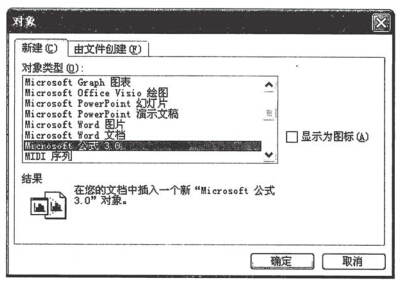 对象
新建(C) 由文件创建(F)
对象类型(O):
Microsoft Graph 图表
Microsoft Office Visio 绘图
Microsoft PowerPoint 幻灯片
Microsoft PowerPoint 演示文稿
Microsoft Word 图片
Microsoft Word 文档
Microsoft 公式 3.0
MIDI 序列
显示为图标(A)
结果
在您的文档中插入一个新“Microsoft 公式
3.0”对象。
确定 取消